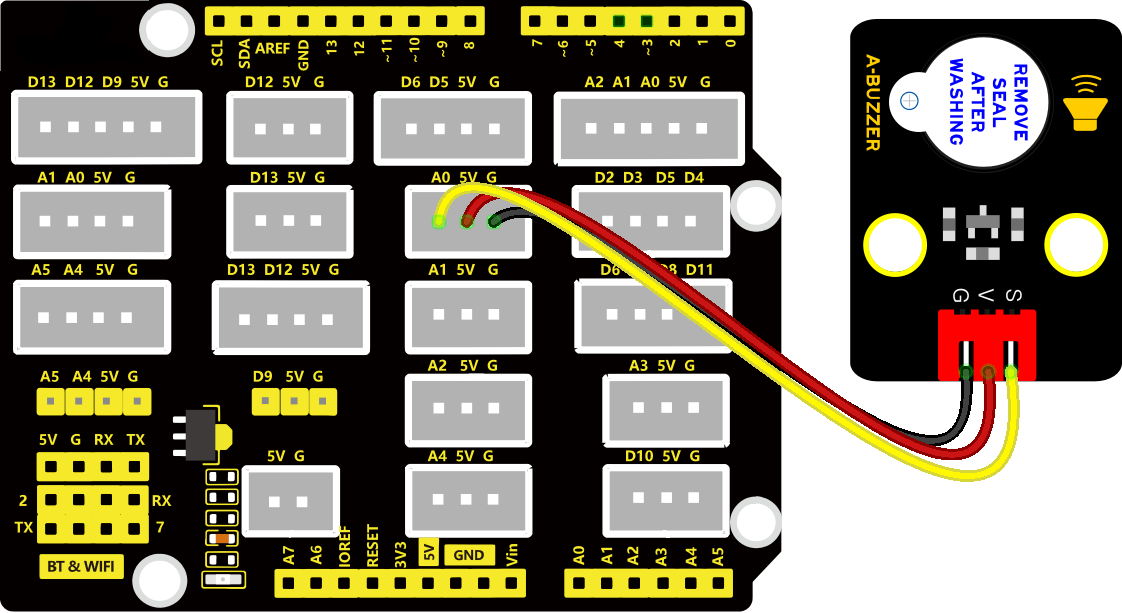 SCL SDA AREF GND 13 12 ~11 ~10 ~9 8
7 ~6 ~5 4 ~3 2 1 0
D13 D12 D9 5V G
D12 5V G
D6 D5 5V G
A2 A1 A0 5V G
A1 A0 5V G
D13 5V G
A0 5V G
D2 D3 D5 D4
A5 A4 5V G
D13 D12 5V G
A1 5V G
D8 D11
A2 5V G
A3 5V G
A5 A4 5V G
D9 5V G
5V G RX TX
2 RX
TX 7
BT & WIFI
5V G
A4 5V G
D10 5V G
A7 A6 IOREF RESET 3V3 5V GND Vin
A0 A1 A2 A3 A4 A5
A-BUZZER
REMOVE
SEAL
AFTER
WASHING
G V S